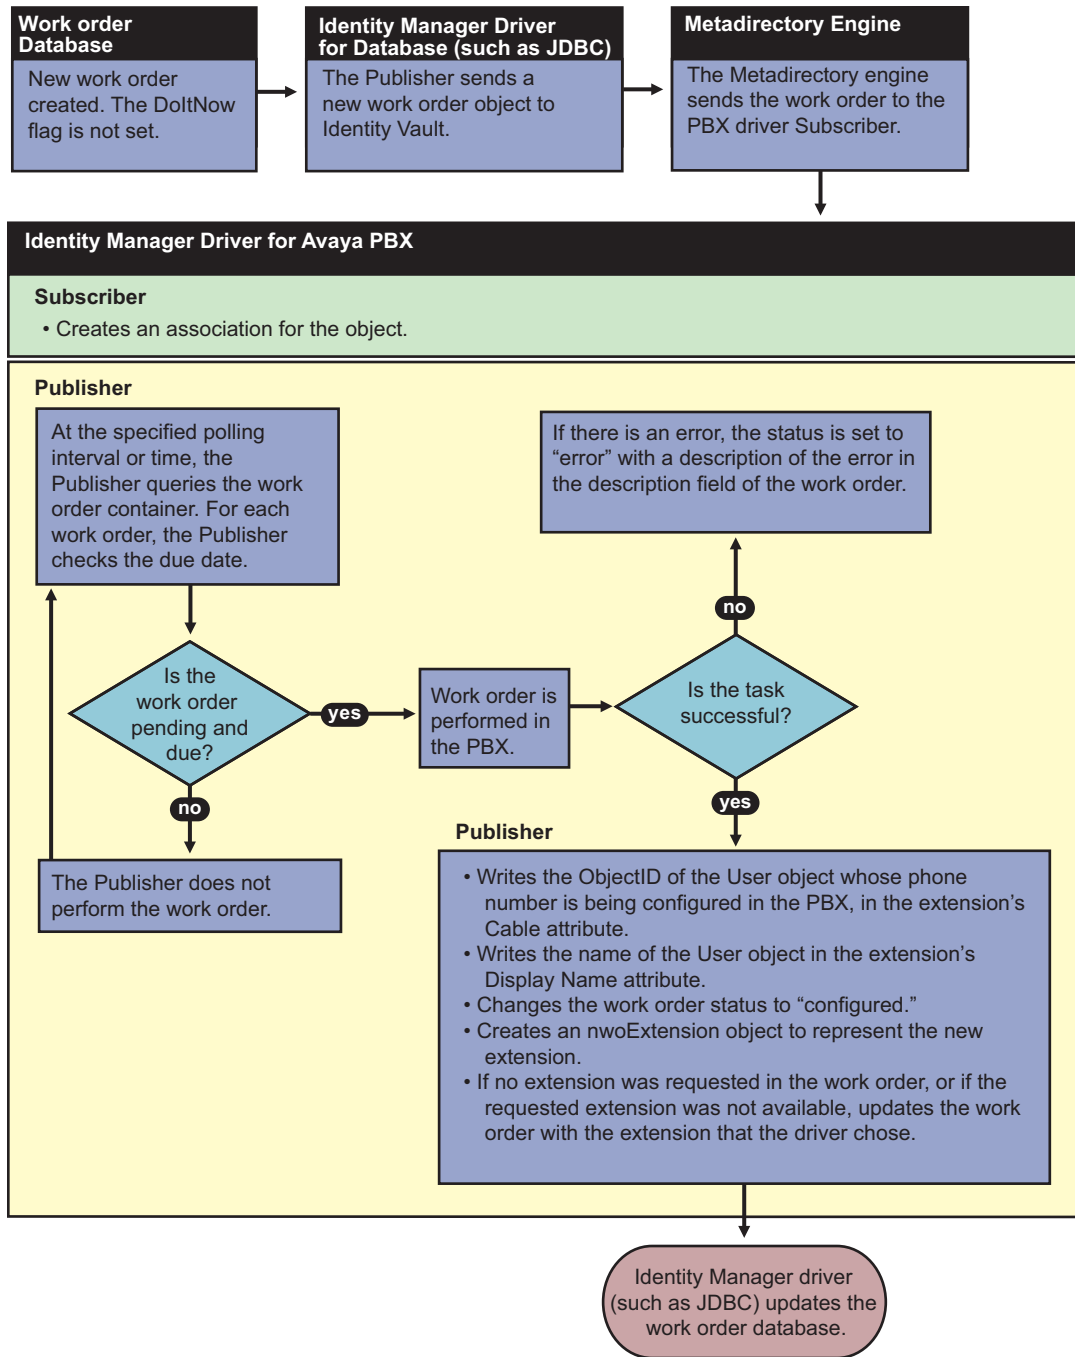 Work order
Database
New work order
created. The DoItNow
flag is not set.
Identity Manager Driver
for Database (such as JDBC)
The Publisher sends a
new work order object to
Identity Vault.
Metadirectory Engine
The Metadirectory engine
sends the work order to the
PBX driver Subscriber.
Identity Manager Driver for Avaya PBX
Subscriber
• Creates an association for the object.
Publisher
At the specified polling
interval or time, the
Publisher queries the work
order container. For each
work order, the Publisher
checks the due date.
Is the
work order
pending and
due?
yes
no
The Publisher does not
perform the work order.
Work order is
performed in
the PBX.
Is the task
successful?
no
If there is an error, the status is set to
“error” with a description of the error in
the description field of the work order.
yes
Publisher
• Writes the ObjectID of the User object whose phone
number is being configured in the PBX, in the extension’s
Cable attribute.
• Writes the name of the User object in the extension’s
Display Name attribute.
• Changes the work order status to “configured.”
• Creates an nwoExtension object to represent the new
extension.
• If no extension was requested in the work order, or if the
requested extension was not available, updates the work
order with the extension that the driver chose.
Identity Manager driver
(such as JDBC) updates the
work order database.